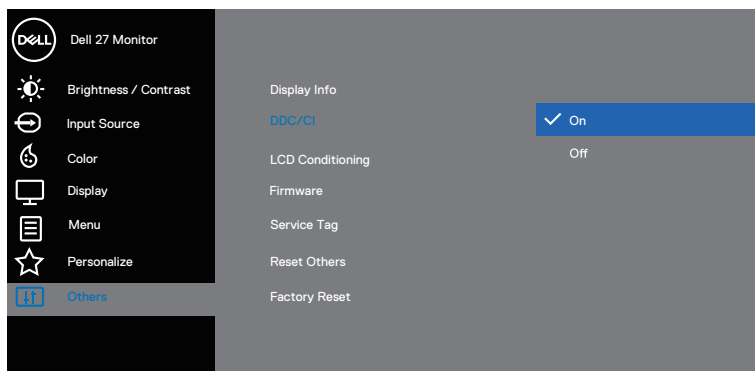 DELL
Dell 27 Monitor
Brightness / Contrast
Input Source
Color
Display
Menu
Personalize
Others
Display Info
DDC/CI
LCD Conditioning
Firmware
Service Tag
Reset Others
Factory Reset
On
Off